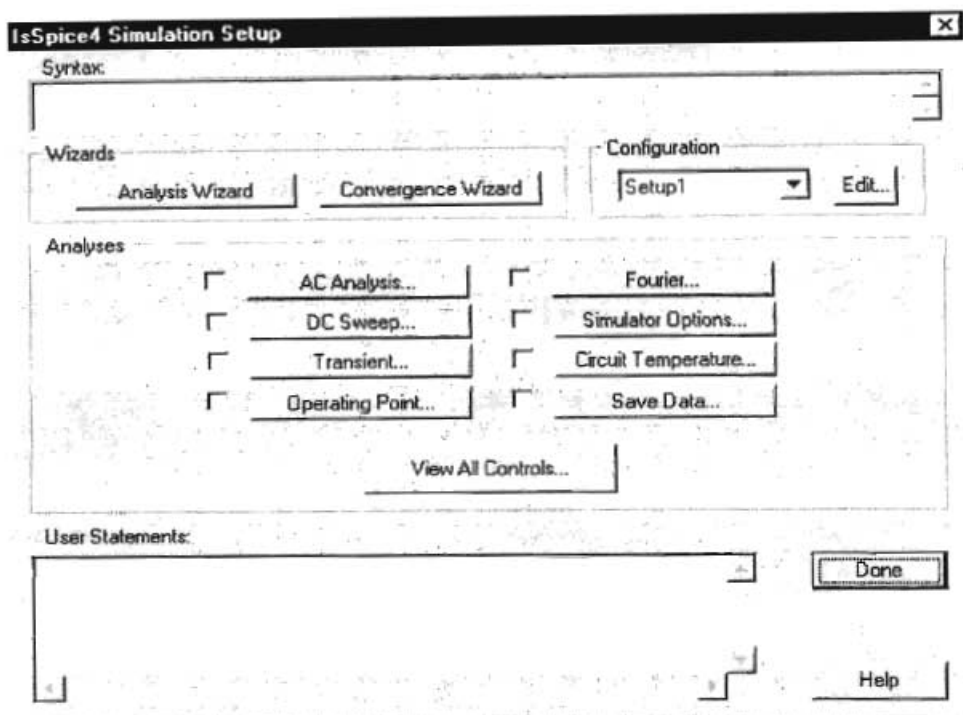 IsSpice4 Simulation Setup
Syntax:
Wizards
Analysis Wizard Convergence Wizard
Configuration
Setup1 Edit...
Analyses
AC Analysis... Fourier...
DC Sweep... Simulator Options...
Transient... Circuit Temperature...
Operating Point... Save Data...
View All Controls...
User Statements:
Done
Help